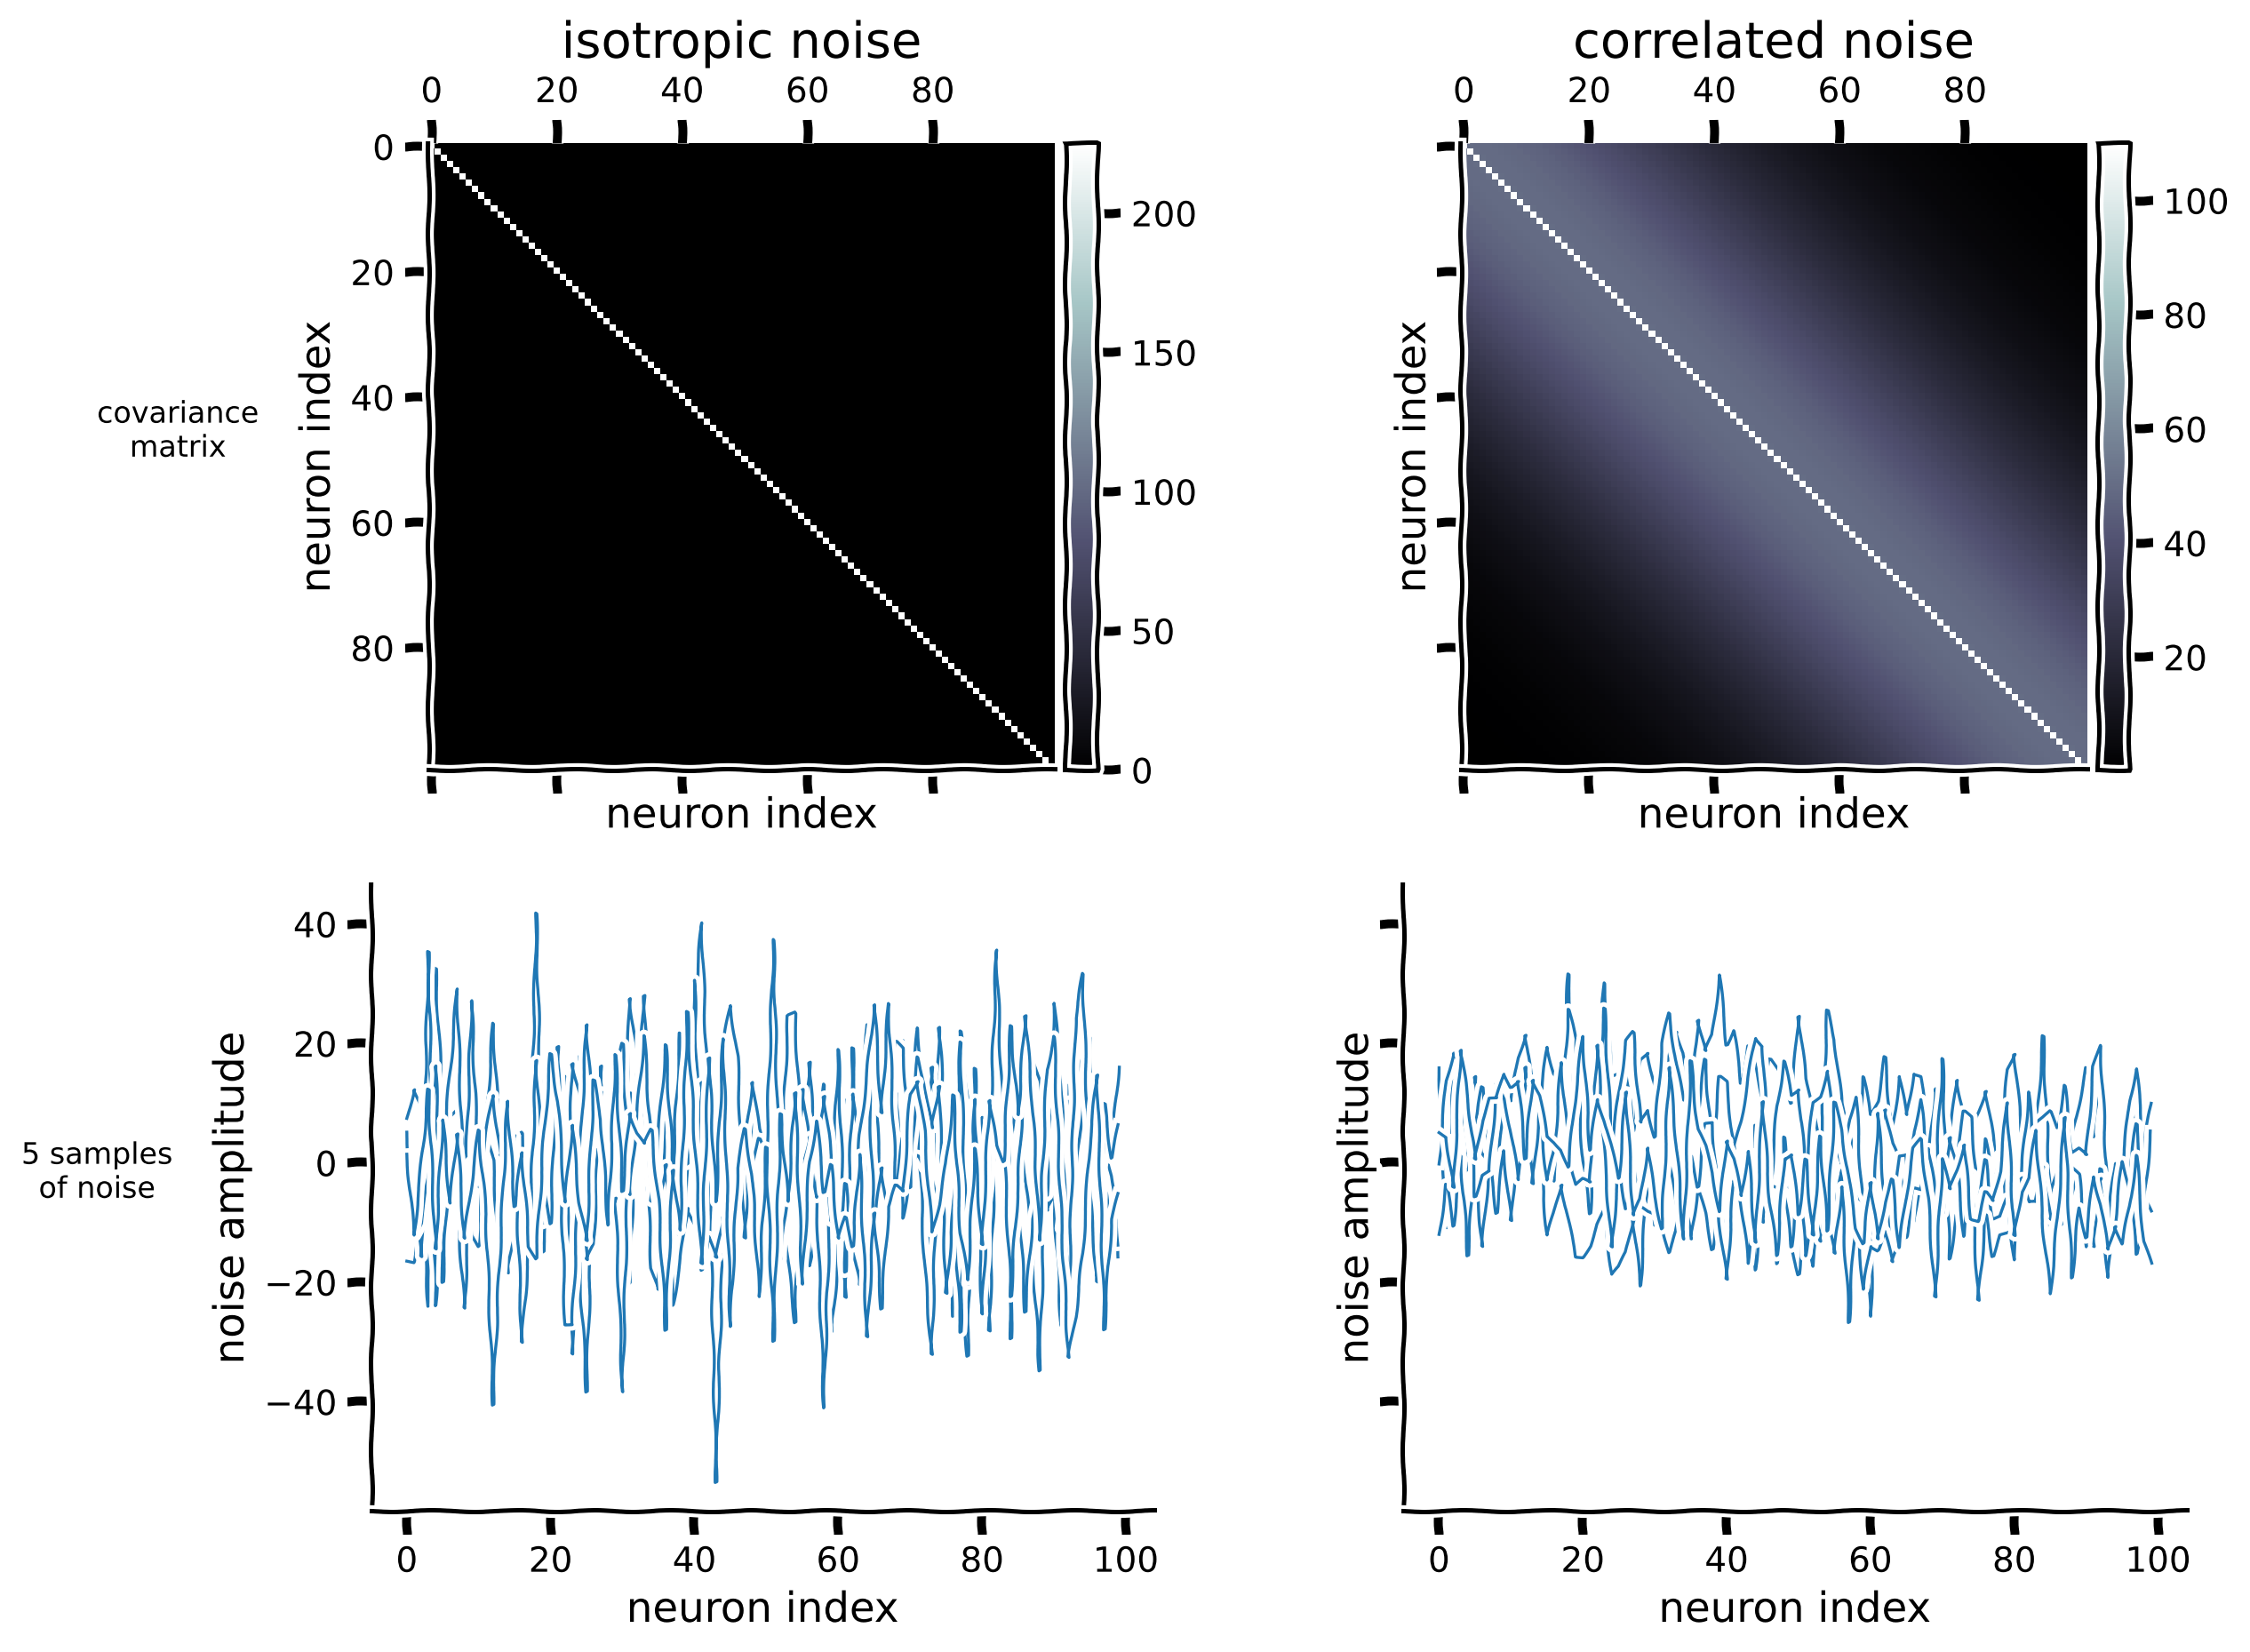 isotropic noise
0 20 40 60 80
correlated noise
0 20 40 60 80
covariance
matrix
neuron index
0
20
40
60
80
200
150
100
50
0
neuron index
neuron index
100
80
60
40
20
neuron index
5 samples
of noise
noise amplitude
40
20
0
−20
−40
0 20 40 60 80 100
neuron index
noise amplitude
0 20 40 60 80 100
neuron index